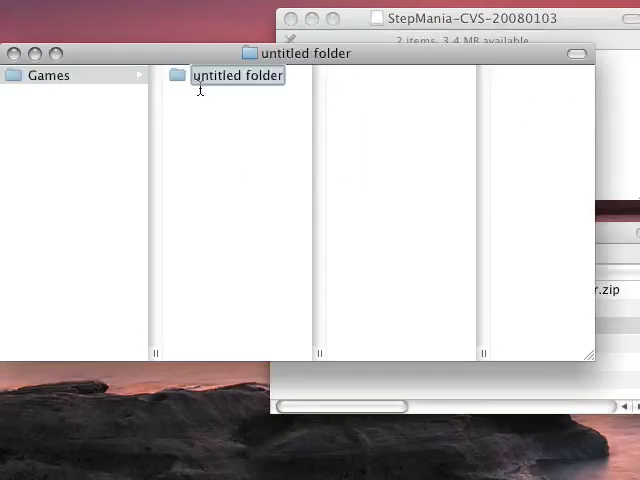 StepMania-CVS-20080103
2 items, 3.4 MB available
untitled folder
Games
untitled folder
r.zip